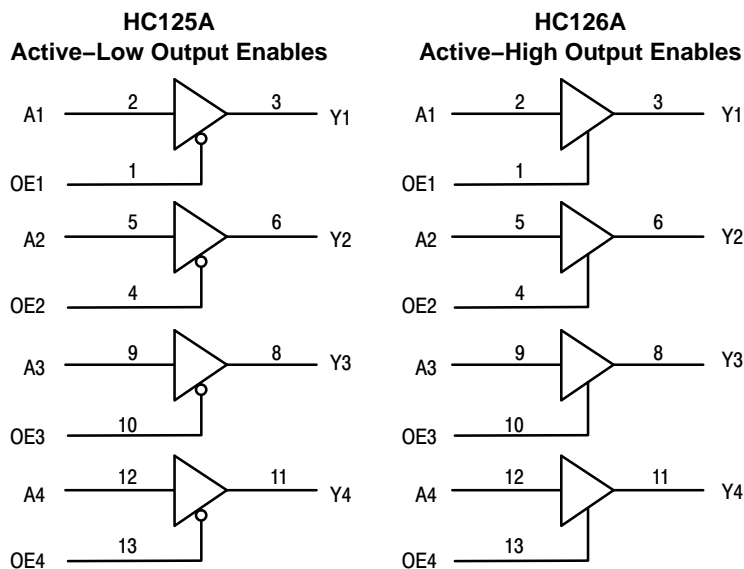 HC125A
Active–Low Output Enables
A1 2 3 Y1
OE1 1
A2 5 6 Y2
OE2 4
A3 9 8 Y3
OE3 10
A4 12 11 Y4
OE4 13
HC126A
Active–High Output Enables
A1 2 3 Y1
OE1 1
A2 5 6 Y2
OE2 4
A3 9 8 Y3
OE3 10
A4 12 11 Y4
OE4 13